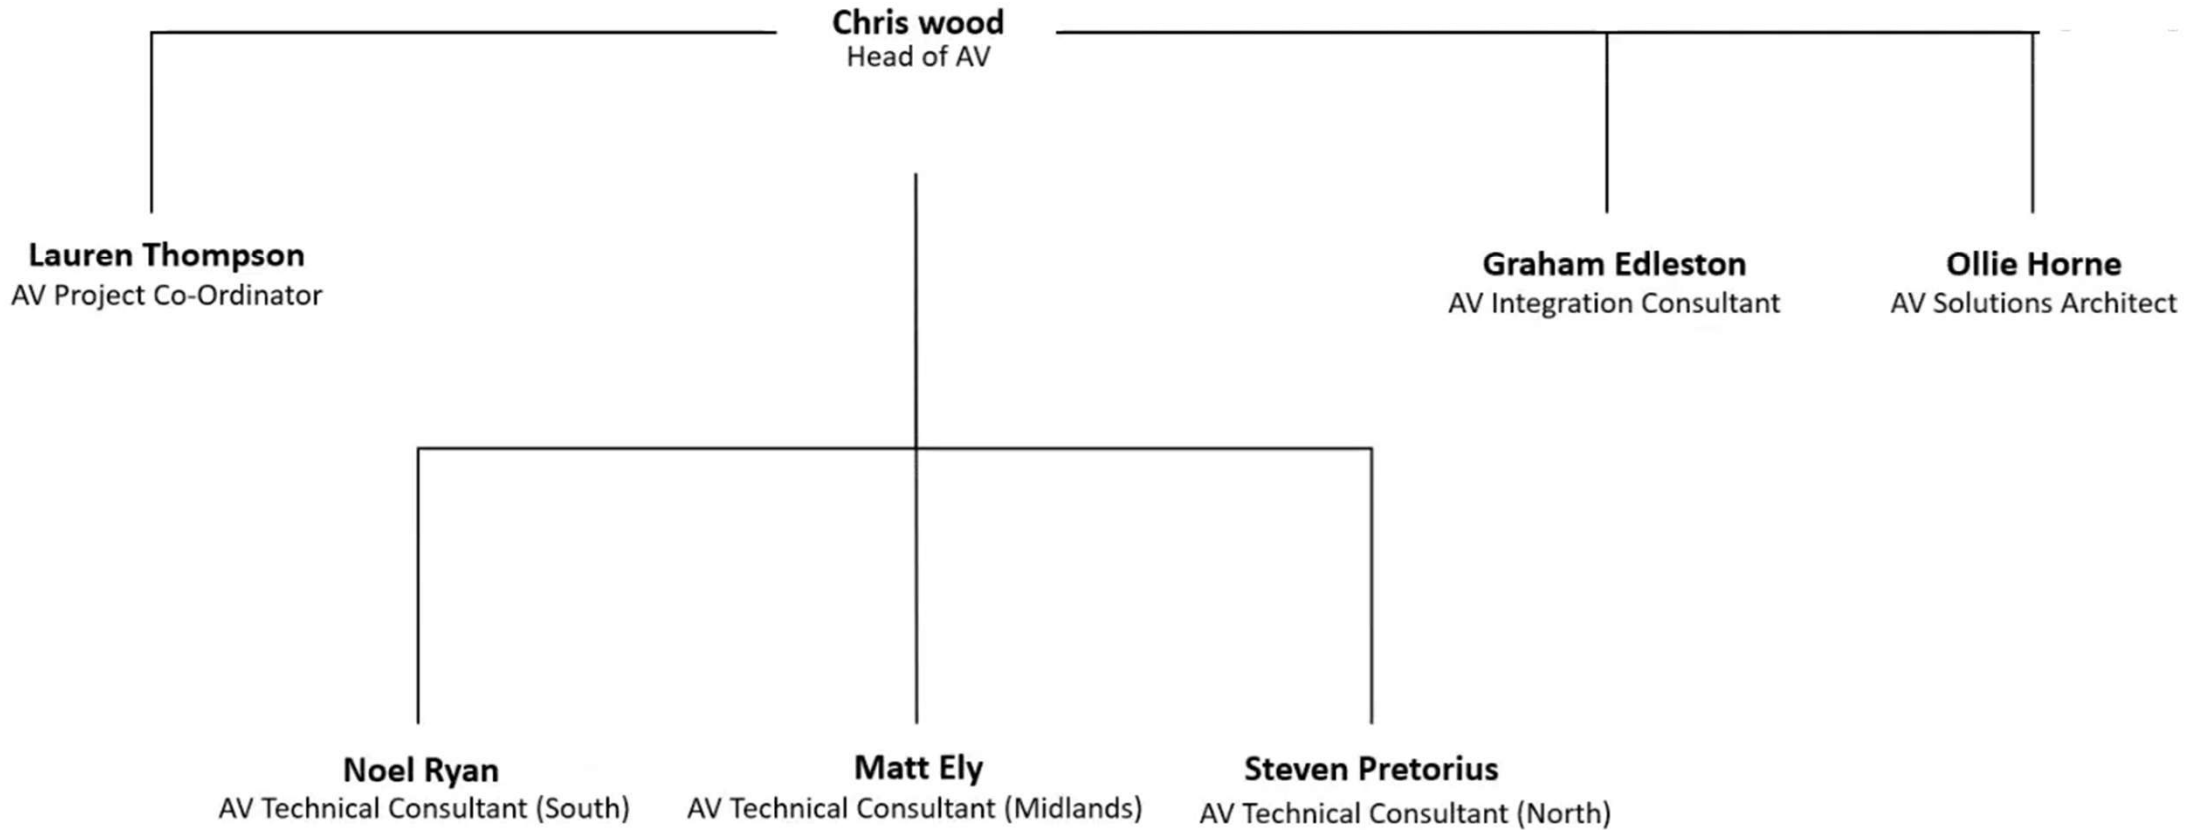 Chris wood
Head of AV
Lauren Thompson
AV Project Co-Ordinator
Graham Edleston
AV Integration Consultant
Ollie Horne
AV Solutions Architect
Noel Ryan
AV Technical Consultant (South)
Matt Ely
AV Technical Consultant (Midlands)
Steven Pretorius
AV Technical Consultant (North)